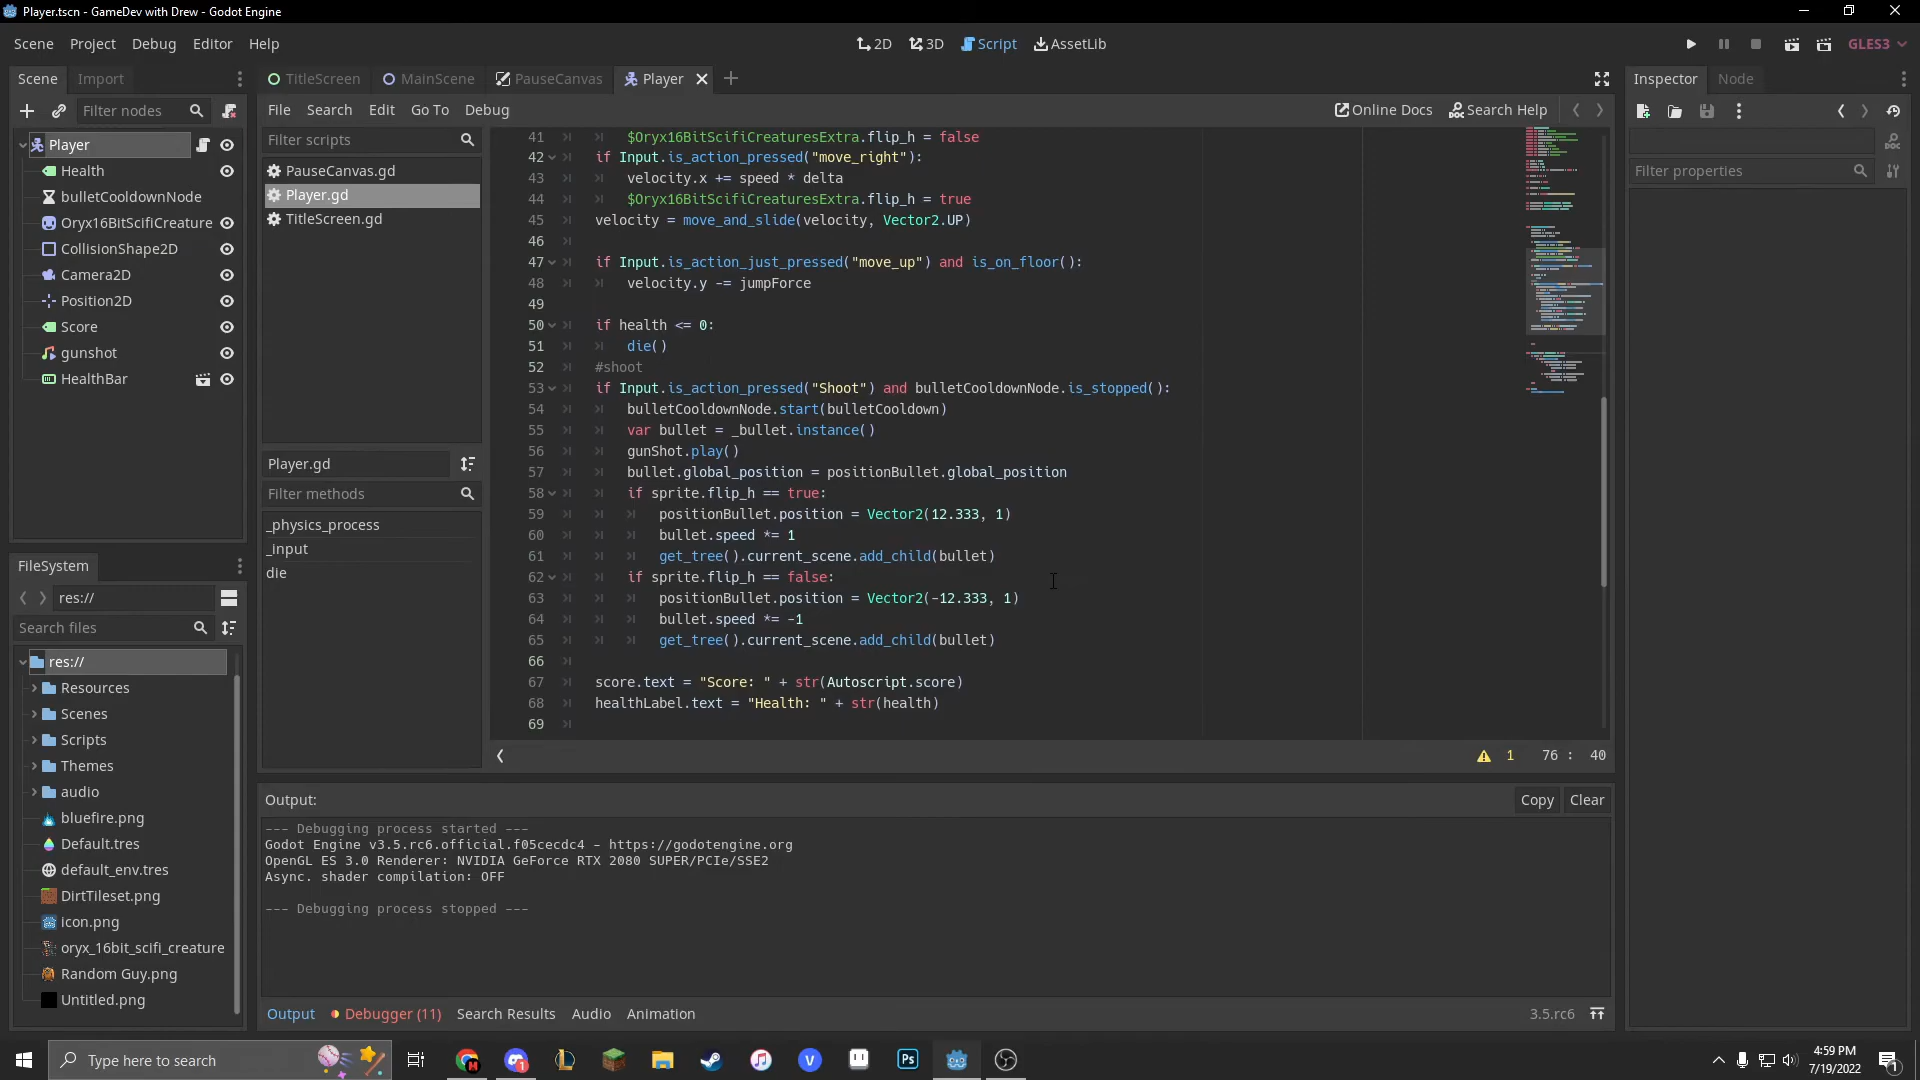 Player.tscn - GameDev with Drew - Godot Engine
Scene Project Debug Editor Help
2D 3D Script AssetLib
GLES3
Scene Import
Filter nodes
Player
Health
bulletCooldownNode
Oryx16BitScifiCreature
CollisionShape2D
Camera2D
Position2D
Score
gunshot
HealthBar
FileSystem
res://
Search files
res://
Resources
Scenes
Scripts
Themes
audio
bluefire.png
Default.tres
default_env.tres
DirtTileset.png
icon.png
oryx_16bit_scifi_creature
Random Guy.png
Untitled.png
TitleScreen MainScene PauseCanvas Player
File Search Edit Go To Debug
Online Docs Search Help
Filter scripts
PauseCanvas.gd
Player.gd
TitleScreen.gd
Player.gd
Filter methods
_physics_process
_input
die
41 $Oryx16BitScifiCreaturesExtra.flip_h = false
42 if Input.is_action_pressed("move_right"):
43 velocity.x += speed * delta
44 $Oryx16BitScifiCreaturesExtra.flip_h = true
45 velocity = move_and_slide(velocity, Vector2.UP)
46
47 if Input.is_action_just_pressed("move_up") and is_on_floor():
48 velocity.y -= jumpForce
49
50 if health <= 0:
51 die()
52 #shoot
53 if Input.is_action_pressed("Shoot") and bulletCooldownNode.is_stopped():
54 bulletCooldownNode.start(bulletCooldown)
55 var bullet = _bullet.instance()
56 gunShot.play()
57 bullet.global_position = positionBullet.global_position
58 if sprite.flip_h == true:
59 positionBullet.position = Vector2(12.333, 1)
60 bullet.speed *= 1
61 get_tree().current_scene.add_child(bullet)
62 if sprite.flip_h == false:
63 positionBullet.position = Vector2(-12.333, 1)
64 bullet.speed *= -1
65 get_tree().current_scene.add_child(bullet)
66
67 score.text = "Score: " + str(Autoscript.score)
68 healthLabel.text = "Health: " + str(health)
69
1 76 : 40
Output:
Copy Clear
--- Debugging process started ---
Godot Engine v3.5.rc6.official.f05cecdc4 - https://godotengine.org
OpenGL ES 3.0 Renderer: NVIDIA GeForce RTX 2080 SUPER/PCIe/SSE2
Async. shader compilation: OFF
--- Debugging process stopped ---
Output Debugger (11) Search Results Audio Animation
3.5.rc6
Inspector Node
DOC
Filter properties
Type here to search
Ps
4:59 PM
7/19/2022